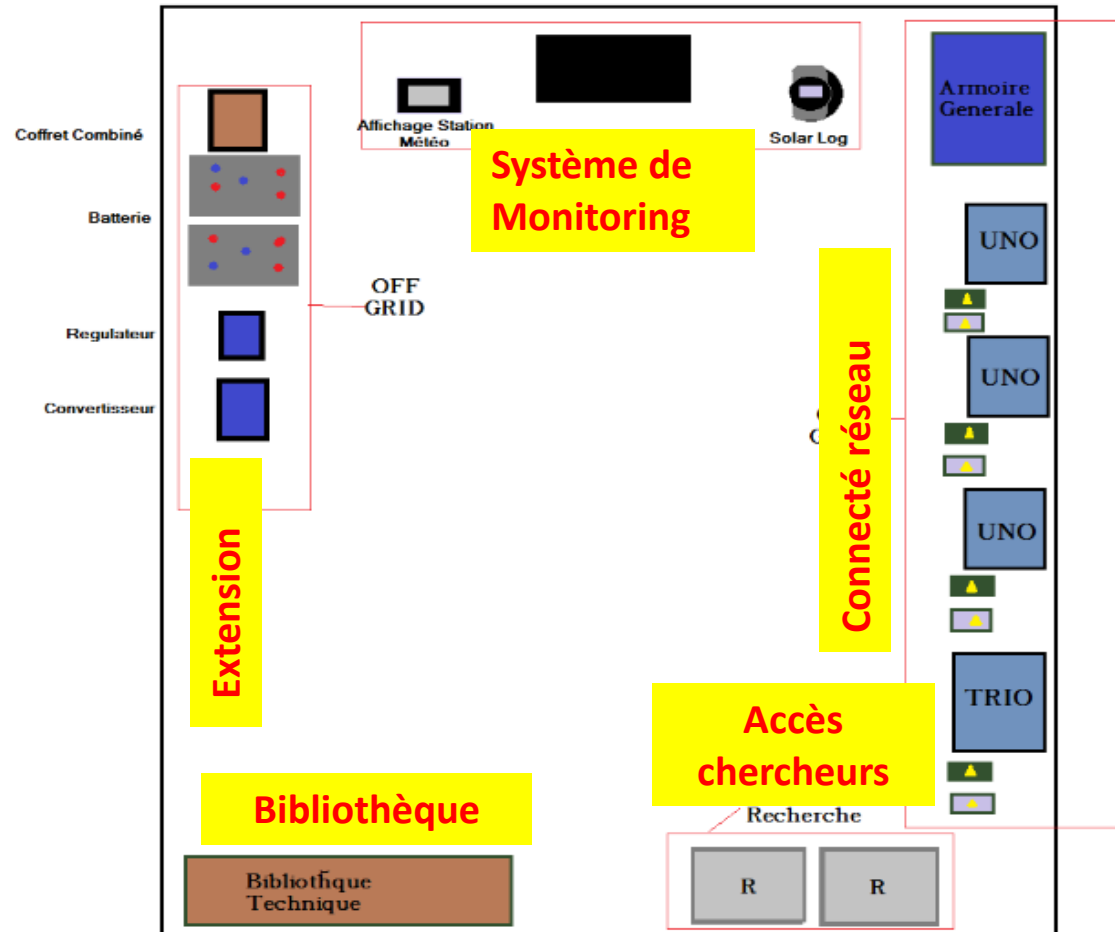 Coffret Combiné
Batterie
Regulateur
Convertisseur
OFF
GRID
Extension
Affichage Station
Météo
Solar Log
Système de
Monitoring
Armoire
Generale
UNO
UNO
UNO
TRIO
Connecté réseau
Accès
chercheurs
Recherche
R
R
Bibliothèque
Bibliotħque
Technique